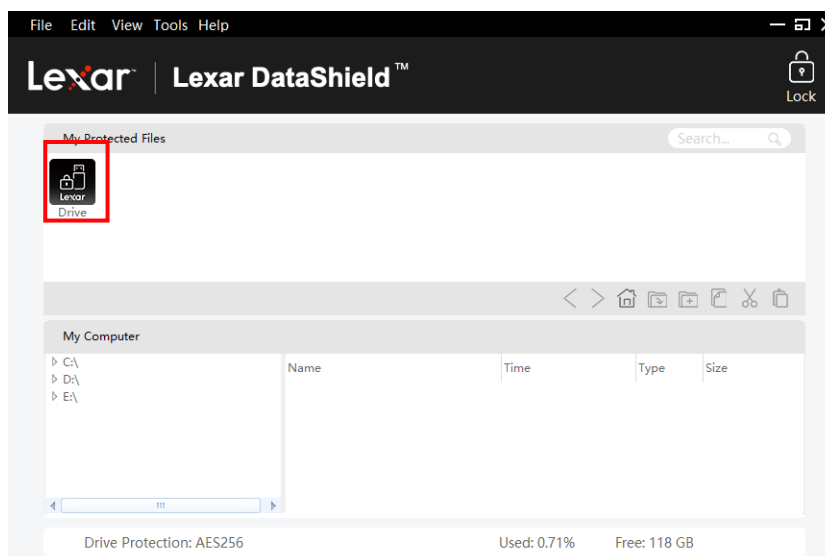 File Edit View Tools Help
Lexar Lexar DataShield™
Lock
My Protected Files Search...
Lexar
Drive
My Computer
C:\ Name Time Type Size
D:\
E:\
Drive Protection: AES256 Used: 0.71% Free: 118 GB